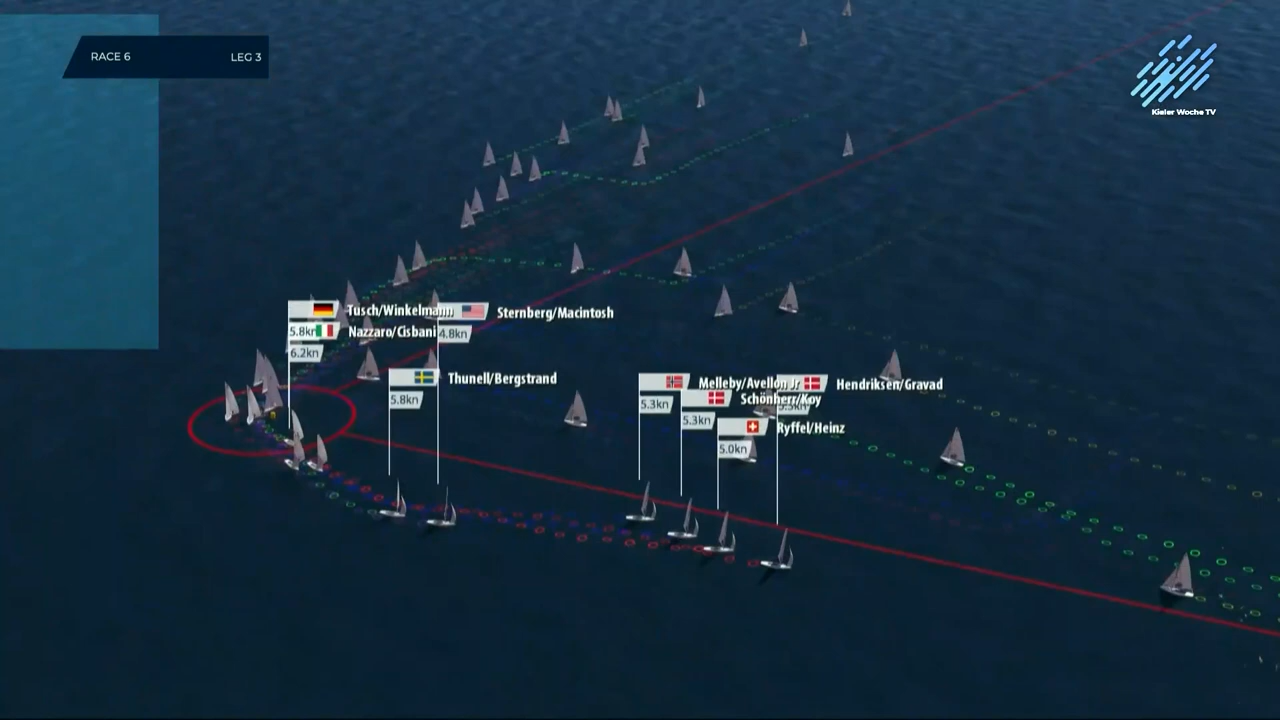 RACE 6 LEG 3
Kieler Woche TV
Tusch/Winkelmann
5.8kn
Nazzaro/Cisbani
6.2kn
Sternberg/Macintosh
4.8kn
Thunell/Bergstrand
5.8kn
Melleby/Avellon Jr
5.3kn
Schönherr/Koy
5.3kn
Hendriksen/Gravad
Ryffel/Heinz
5.0kn